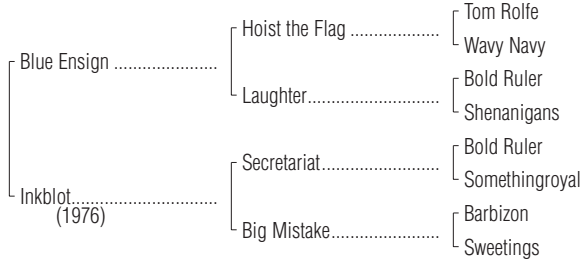 Tom Rolfe
Hoist the Flag ...................
Wavy Navy
Blue Ensign ......................
Bold Ruler
Laughter............................
Shenanigans
Bold Ruler
Secretariat.........................
Somethingroyal
Inkblot...............................
(1976)
Barbizon
Big Mistake.......................
Sweetings